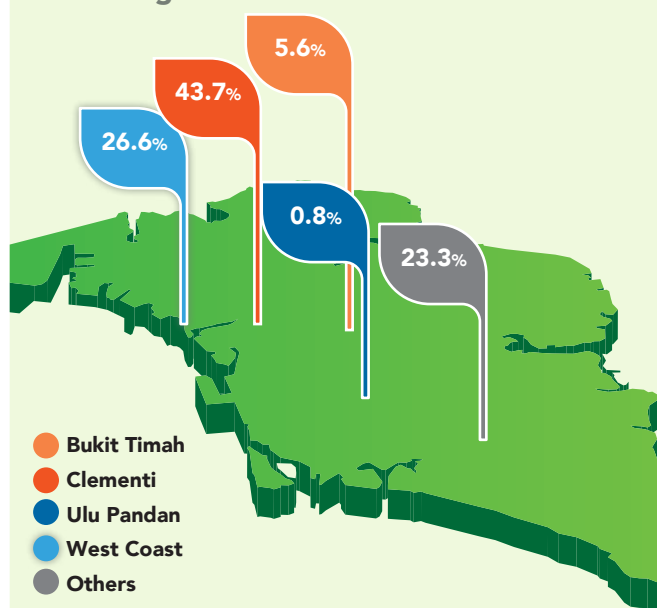 5.6%
43.7%
26.6%
0.8%
23.3%
Bukit Timah
Clementi
Ulu Pandan
West Coast
Others